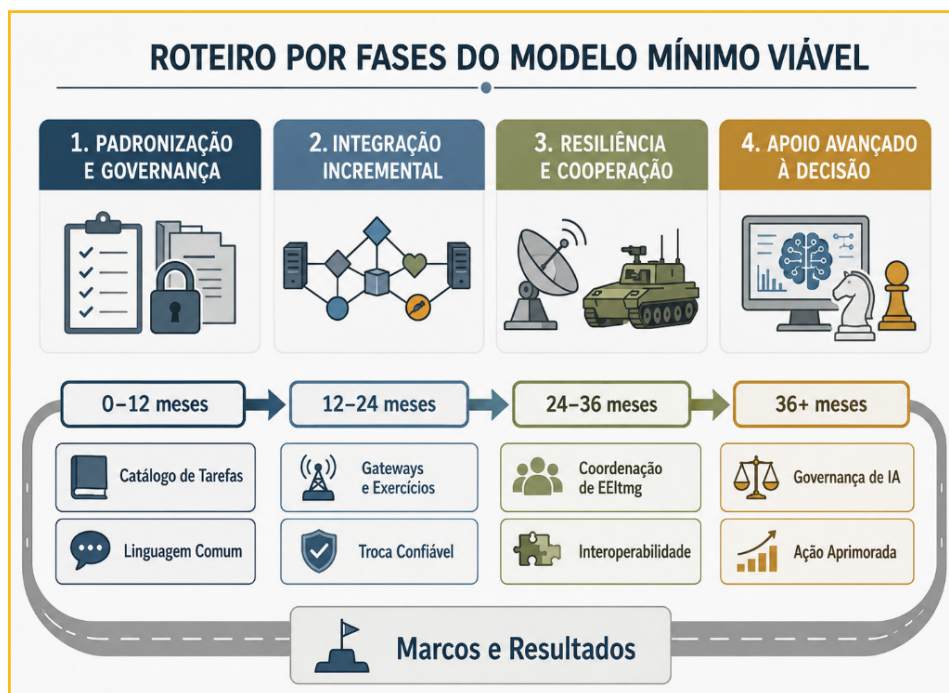 ROTEIRO POR FASES DO MODELO MÍNIMO VIÁVEL
1. PADRONIZAÇÃO
E GOVERNANÇA
2. INTEGRAÇÃO
INCREMENTAL
3. RESILIÊNCIA
E COOPERAÇÃO
4. APOIO AVANÇADO
À DECISÃO
0–12 meses
12–24 meses
24–36 meses
36+ meses
Catálogo de Tarefas
Gateways
e Exercícios
Coordenação
de EEItmg
Governança de IA
Linguagem Comum
Troca Confiável
Interoperabilidade
Ação Aprimorada
Marcos e Resultados